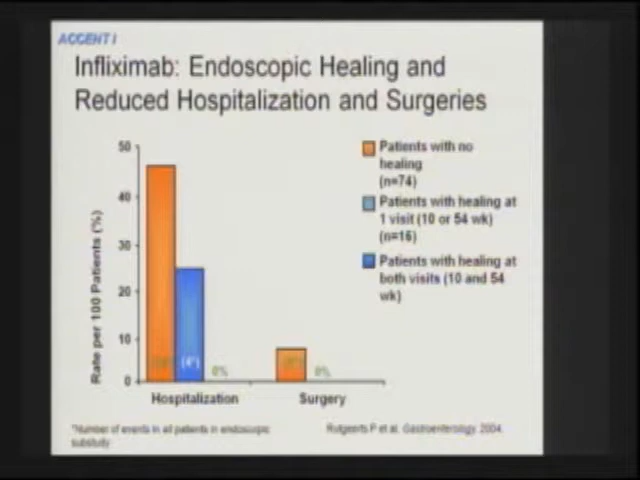 ACCENT I
Infliximab: Endoscopic Healing and
Reduced Hospitalization and Surgeries
50
40
30
20
10
0
Rate per 100 Patients (%)
Patients with no
healing
(n=74)
Patients with healing at
1 visit (10 or 54 wk)
(n=16)
Patients with healing at
both visits (10 and 54
wk)
0%
0%
Hospitalization
Surgery
*Number of events in all patients in endoscopic
substudy
Rutgeerts P et al. Gastroenterology. 2004